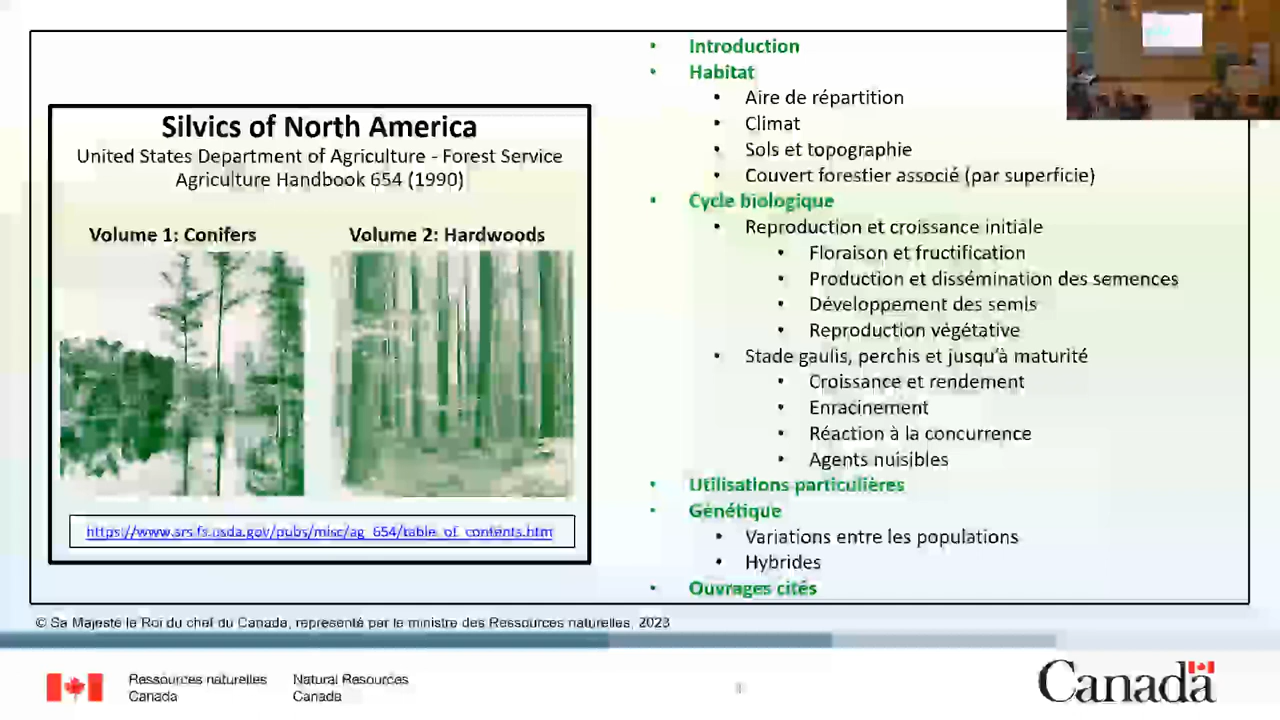 Silvics of North America
United States Department of Agriculture - Forest Service
Agriculture Handbook 654 (1990)
Volume 1: Conifers
Volume 2: Hardwoods
https://www.srs.fs.usda.gov/pubs/misc/ag_654/table_of_contents.htm
• Introduction
• Habitat
• Aire de répartition
• Climat
• Sols et topographie
• Couvert forestier associé (par superficie)
• Cycle biologique
• Reproduction et croissance initiale
• Floraison et fructification
• Production et dissémination des semences
• Développement des semis
• Reproduction végétative
• Stade gaulis, perchis et jusqu'à maturité
• Croissance et rendement
• Enracinement
• Réaction à la concurrence
• Agents nuisibles
• Utilisations particulières
• Génétique
• Variations entre les populations
• Hybrides
• Ouvrages cités
© Sa Majesté le Roi du chef du Canada, représenté par le ministre des Ressources naturelles, 2023
Ressources naturelles
Canada
Natural Resources
Canada
Canada